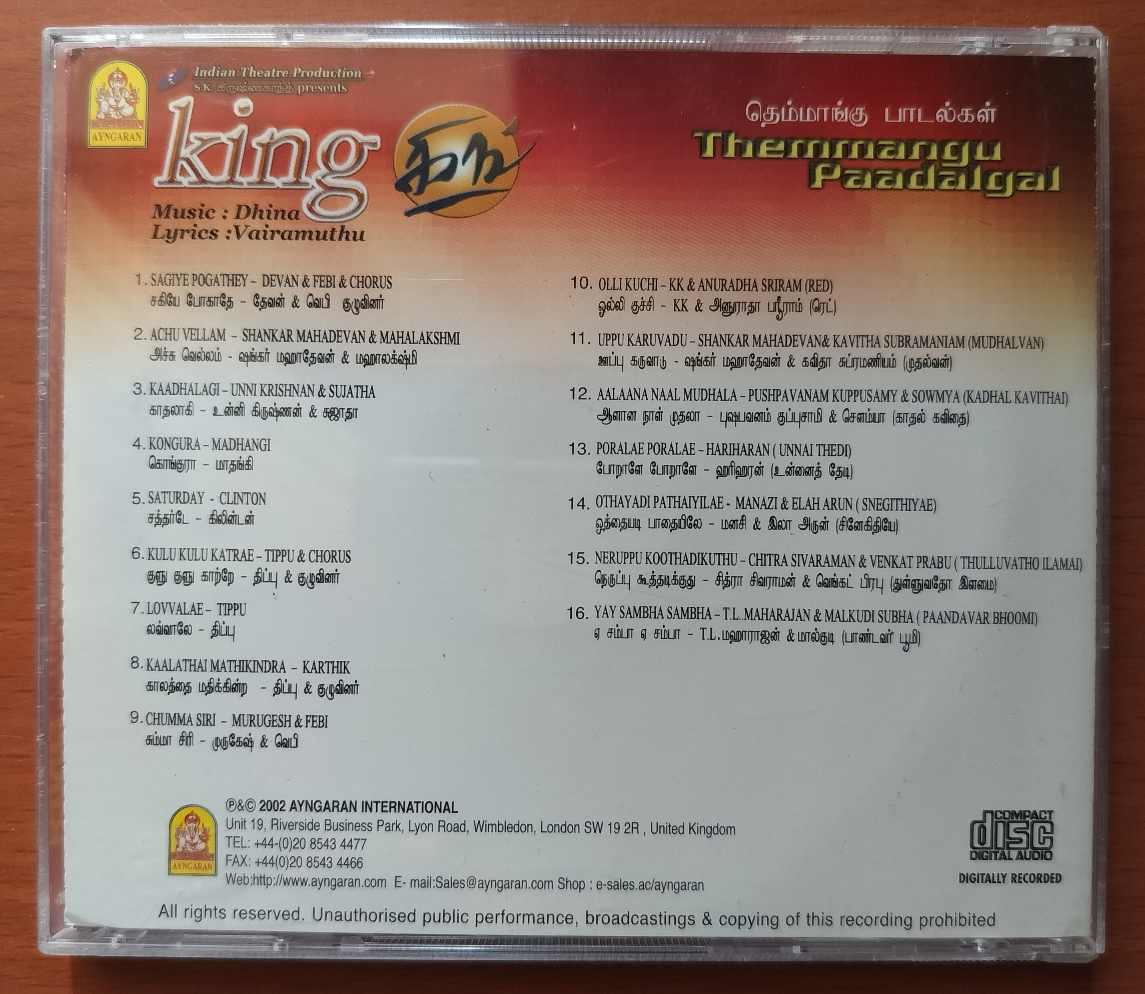 AYNGARAN
Indian Theatre Production
S.K. கிருஷ்ணகாந்த் presents
king
கிங்
Music : Dhina
Lyrics :Vairamuthu
தெம்மாங்கு பாடல்கள்
Themmangu
Paadalgal
1. SAGIYE POGATHEY – DEVAN & FEBI & CHORUS
சகியே போகாதே – தேவன் & வெபி குழுவினர்
2. ACHU VELLAM – SHANKAR MAHADEVAN & MAHALAKSHMI
அச்சு வெல்லம் - ஷங்கர் மஹாதேவன் & மஹாலக்ஷ்மி
3. KAADHALAGI – UNNI KRISHNAN & SUJATHA
காதலாகி – உன்னி கிருஷ்ணன் & சுஜாதா
4. KONGURA – MADHANGI
கொங்குரா – மாதங்கி
5. SATURDAY - CLINTON
சத்தர்டே – கிலின்டன்
6. KULU KULU KATRAE – TIPPU & CHORUS
குளு குளு காற்றே – திப்பு & குழுவினர்
7. LOVVALAE – TIPPU
லவ்வாலே – திப்பு
8. KAALATHAI MATHIKINDRA – KARTHIK
காலத்தை மதிக்கின்ற – திப்பு & குழுவினர்
9. CHUMMA SIRI – MURUGESH & FEBI
சும்மா சிரி – முருகேஷ் & வெபி
10. OLLI KUCHI – KK & ANURADHA SRIRAM (RED)
ஒல்லி குச்சி – KK & அனுராதா ஸ்ரீராம் (ரெட்)
11. UPPU KARUVADU – SHANKAR MAHADEVAN& KAVITHA SUBRAMANIAM (MUDHALVAN)
ஊப்பு கருவாடு - ஷங்கர் மஹாதேவன் & கவிதா சுப்ரமணியம் (முதல்வன்)
12. AALAANA NAAL MUDHALA – PUSHPAVANAM KUPPUSAMY & SOWMYA (KADHAL KAVITHAI)
ஆளான நாள் முதலா – புஷ்பவனம் குப்புசாமி & சௌம்யா (காதல் கவிதை)
13. PORALAE PORALAE – HARIHARAN ( UNNAI THEDI)
போறாளே போறாளே – ஹரிஹரன் (உன்னைத் தேடி)
14. OTHAYADI PATHAIYILAE - MANAZI & ELAH ARUN ( SNEGITHIYAE)
ஒத்தையடி பாதையிலே – மனசி & இலா அருன் (சினேகிதியே)
15. NERUPPU KOOTHADIKUTHU – CHITRA SIVARAMAN & VENKAT PRABU ( THULLUVATHO ILAMAI)
நெருப்பு கூத்தடிக்குது – சித்ரா சிவராமன் & வெங்கட் பிரபு (துள்ளுவதோ இளமை)
16. YAY SAMBHA SAMBHA – T.L. MAHARAJAN & MALKUDI SUBHA ( PAANDAVAR BHOOMI)
ஏ சம்பா ஏ சம்பா – T.L.மஹாராஜன் & மால்குடி (பாண்டவர் பூமி)
AYNGARAN
℗&© 2002 AYNGARAN INTERNATIONAL
Unit 19, Riverside Business Park, Lyon Road, Wimbledon, London SW 19 2R , United Kingdom
TEL: +44-(0)20 8543 4477
FAX: +44(0)20 8543 4466
Web:http://www.ayngaran.com E- mail:Sales@ayngaran.com Shop : e-sales.ac/ayngaran
COMPACT
disc
DIGITAL AUDIO
DIGITALLY RECORDED
All rights reserved. Unauthorised public performance, broadcastings & copying of this recording prohibited